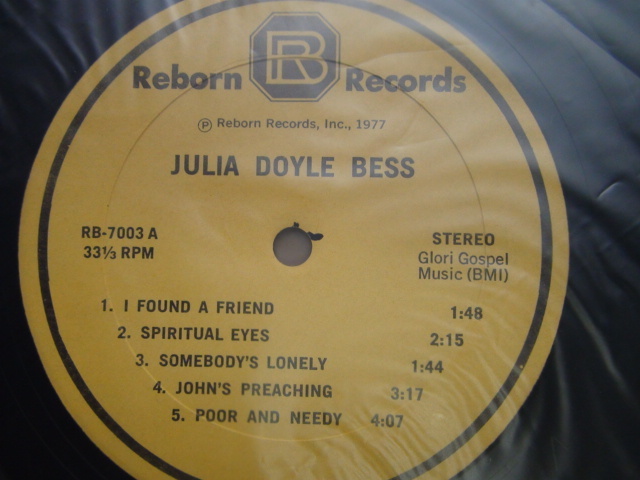 RB
Reborn Records
Ⓟ Reborn Records, Inc., 1977
JULIA DOYLE BESS
RB-7003 A
33⅓ RPM
STEREO
Glori Gospel
Music (BMI)
1. I FOUND A FRIEND 1:48
2. SPIRITUAL EYES 2:15
3. SOMEBODY'S LONELY 1:44
4. JOHN'S PREACHING 3:17
5. POOR AND NEEDY 4:07